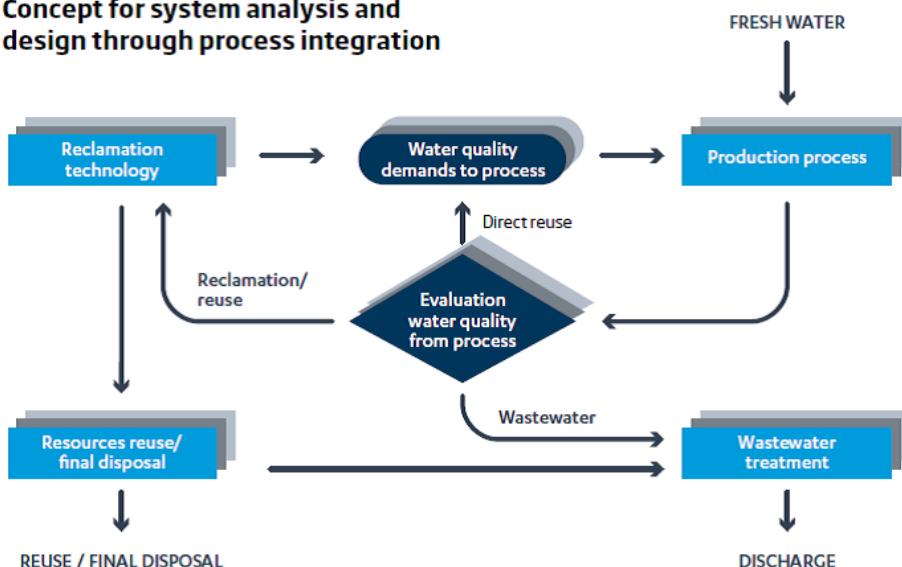 Concept for system analysis and
design through process integration
FRESH WATER
Reclamation
technology
Water quality
demands to process
Production process
Direct reuse
Reclamation/
reuse
Evaluation
water quality
from process
Wastewater
Resources reuse/
final disposal
Wastewater
treatment
REUSE / FINAL DISPOSAL
DISCHARGE